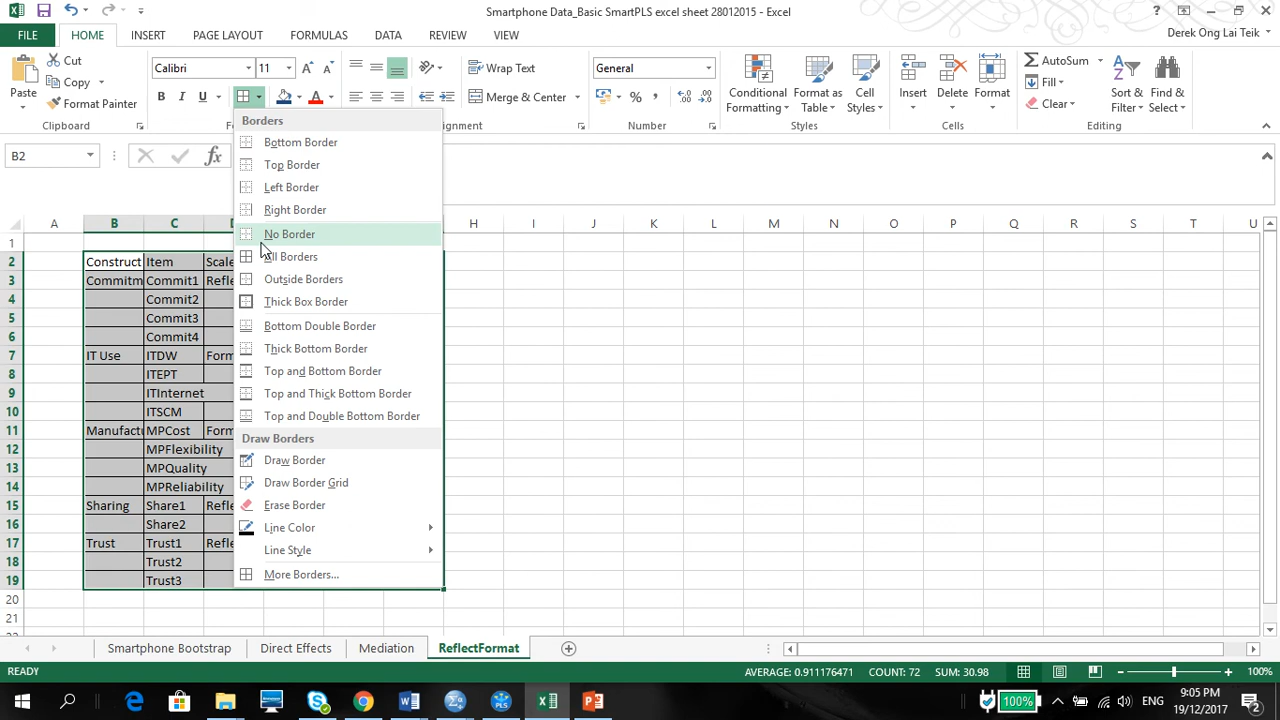 Smartphone Data_Basic SmartPLS excel sheet 28012015 - Excel
FILE HOME INSERT PAGE LAYOUT FORMULAS DATA REVIEW VIEW Derek Ong Lai Teik
Cut
Copy
Format Painter
Paste
Clipboard
Calibri 11
B I U
Wrap Text
Merge & Center
Alignment
General
Number
Conditional Formatting
Format as Table
Cell Styles
Styles
Insert Delete Format
Cells
AutoSum
Fill
Clear
Sort & Filter
Find & Select
Editing
B2
Borders
Bottom Border
Top Border
Left Border
Right Border
No Border
All Borders
Outside Borders
Thick Box Border
Bottom Double Border
Thick Bottom Border
Top and Bottom Border
Top and Thick Bottom Border
Top and Double Bottom Border
Draw Borders
Draw Border
Draw Border Grid
Erase Border
Line Color
Line Style
More Borders...
A B C D H I J K L M N O P Q R S T U
1
2 Construct Item Scale
3 Commitm Commit1 Refle
4 Commit2
5 Commit3
6 Commit4
7 IT Use ITDW Form
8 ITEPT
9 ITInternet
10 ITSCM
11 Manufact MPCost Form
12 MPFlexibility
13 MPQuality
14 MPReliability
15 Sharing Share1 Refle
16 Share2
17 Trust Trust1 Refle
18 Trust2
19 Trust3
20
21
Smartphone Bootstrap Direct Effects Mediation ReflectFormat
READY AVERAGE: 0.911176471 COUNT: 72 SUM: 30.98 100%
100% ENG 9:05 PM
19/12/2017